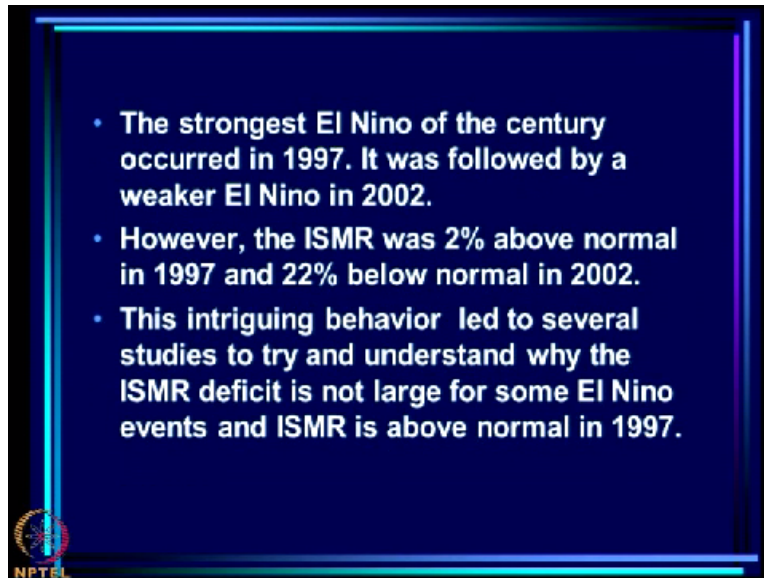 • The strongest El Nino of the century
occurred in 1997. It was followed by a
weaker El Nino in 2002.
• However, the ISMR was 2% above normal
in 1997 and 22% below normal in 2002.
• This intriguing behavior led to several
studies to try and understand why the
ISMR deficit is not large for some El Nino
events and ISMR is above normal in 1997.
NPTEL